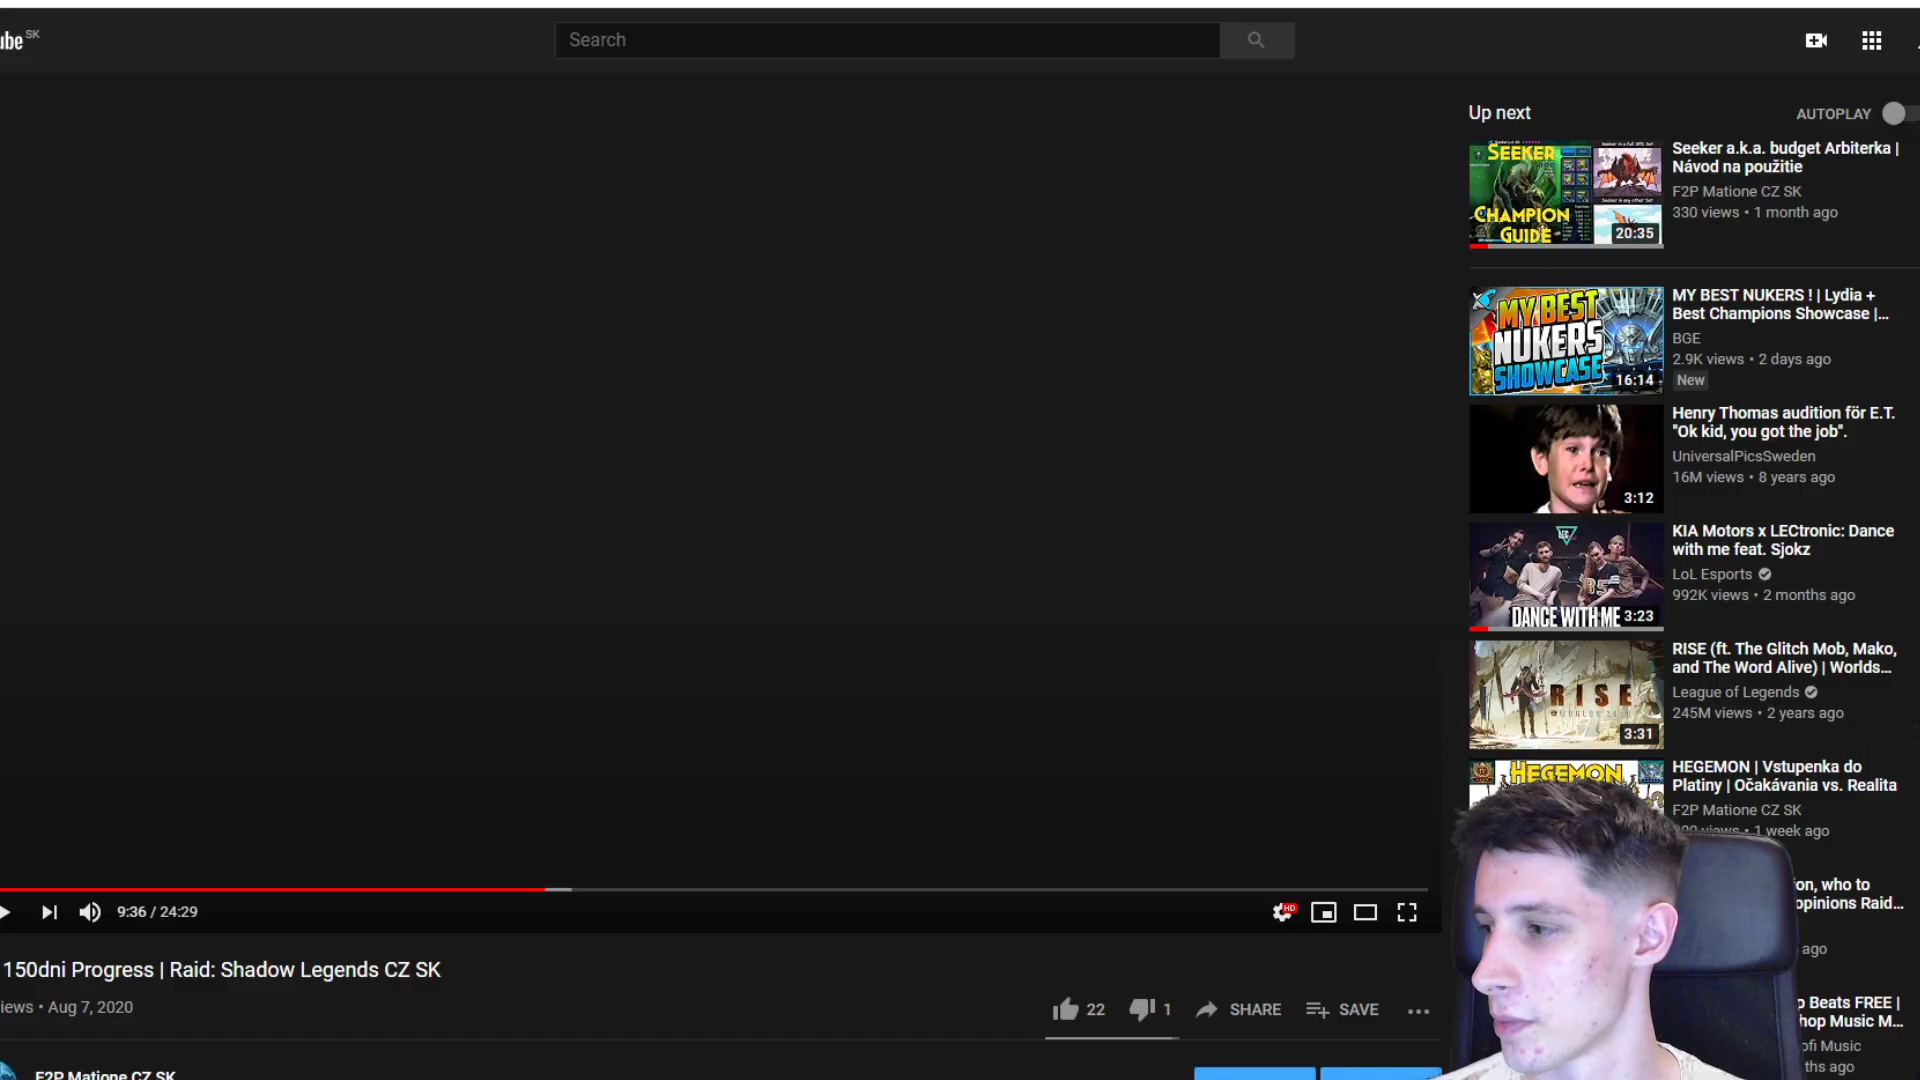 ube SK
Search
Up next
AUTOPLAY
SEEKER
CHAMPION
GUIDE
20:35
Seeker a.k.a. budget Arbiterka |
Návod na použitie
F2P Matione CZ SK
330 views • 1 month ago
MY BEST
NUKERS
SHOWCASE
16:14
MY BEST NUKERS ! | Lydia +
Best Champions Showcase |...
BGE
2.9K views • 2 days ago
New
3:12
Henry Thomas audition för E.T.
"Ok kid, you got the job".
UniversalPicsSweden
16M views • 8 years ago
DANCE WITH ME
3:23
KIA Motors x LECtronic: Dance
with me feat. Sjokz
LoL Esports
992K views • 2 months ago
RISE
3:31
RISE (ft. The Glitch Mob, Mako,
and The Word Alive) | Worlds...
League of Legends
245M views • 2 years ago
HEGEMON
HEGEMON | Vstupenka do
Platiny | Očakávania vs. Realita
F2P Matione CZ SK
views • 1 week ago
on, who to
opinions Raid...
ago
p Beats FREE |
hop Music M...
ofi Music
ths ago
9:36 / 24:29
HD
150dni Progress | Raid: Shadow Legends CZ SK
iews • Aug 7, 2020
22
1
SHARE
SAVE
F2P Matione CZ SK